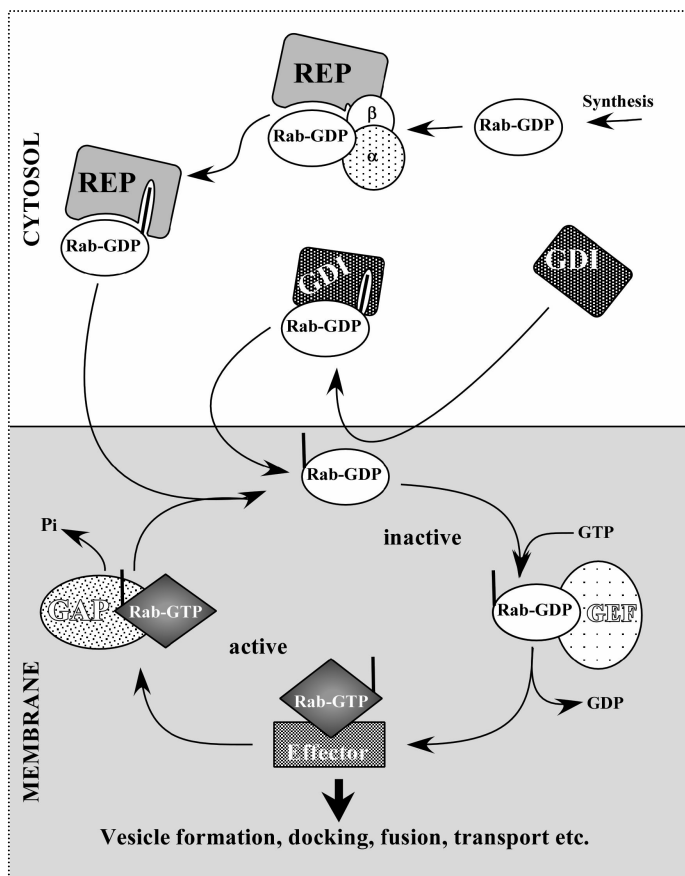 CYTOSOL
REP
β
Rab-GDP
α
Synthesis
Rab-GDP
REP
Rab-GDP
GDI
Rab-GDP
GDI
MEMBRANE
Rab-GDP
Pi
inactive
GTP
GAP
Rab-GTP
Rab-GDP
GEF
active
Rab-GTP
GDP
Effector
Vesicle formation, docking, fusion, transport etc.